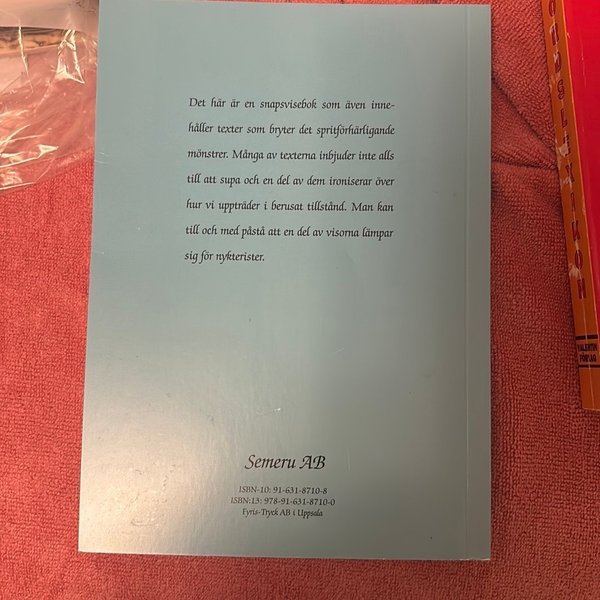 Det här är en snapsvisebok som även inne-
håller texter som bryter det spritförhärligande
mönstrer. Många av texterna inbjuder inte alls
till att supa och en del av dem ironiserar över
hur vi uppträder i berusat tillstånd. Man kan
till och med påstå att en del av visorna lämpar
sig för nykterister.
Semeru AB
ISBN-10: 91-631-8710-8
ISBN:13: 978-91-631-8710-0
Fyris-Tryck AB i Uppsala
VALENTIN
FÖRLAG